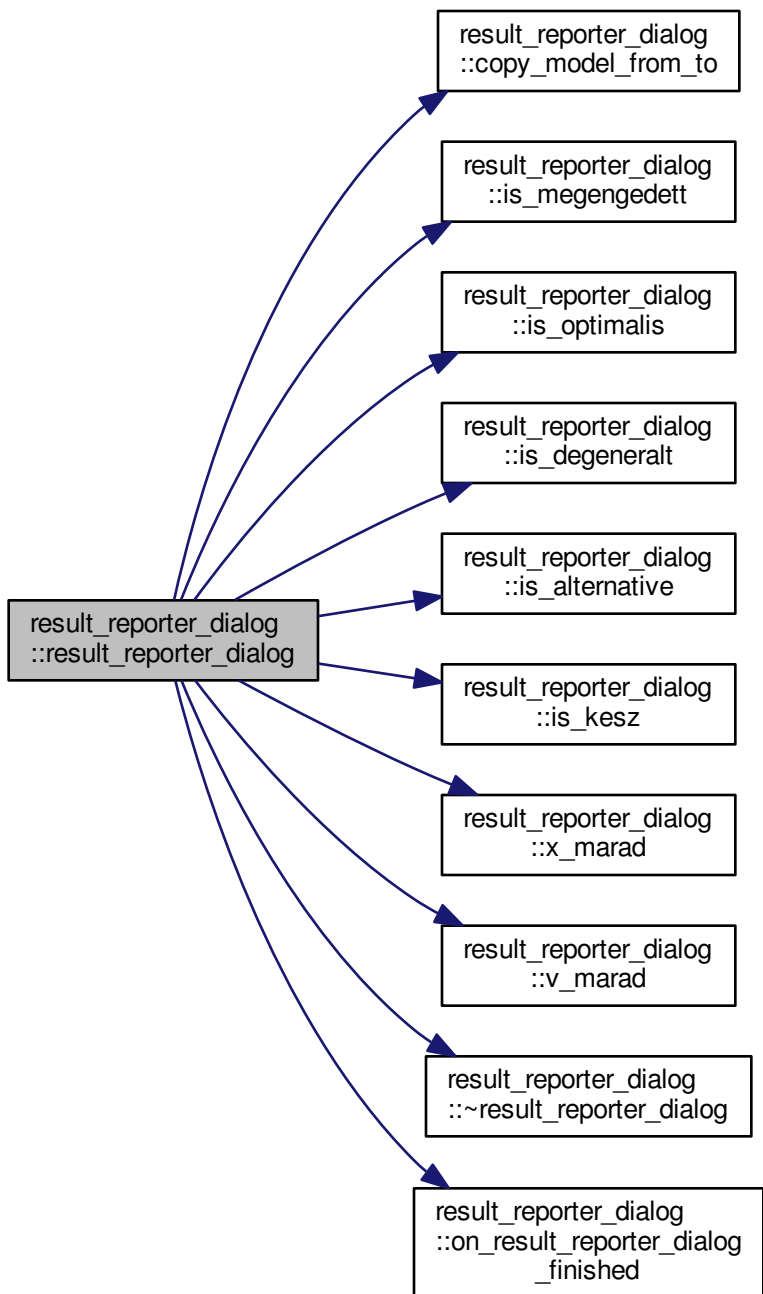 result_reporter_dialog
::copy_model_from_to
result_reporter_dialog
::is_megengedett
result_reporter_dialog
::is_optimalis
result_reporter_dialog
::is_degeneralt
result_reporter_dialog
::is_alternative
result_reporter_dialog
::result_reporter_dialog
result_reporter_dialog
::is_kesz
result_reporter_dialog
::x_marad
result_reporter_dialog
::v_marad
result_reporter_dialog
::~result_reporter_dialog
result_reporter_dialog
::on_result_reporter_dialog
_finished